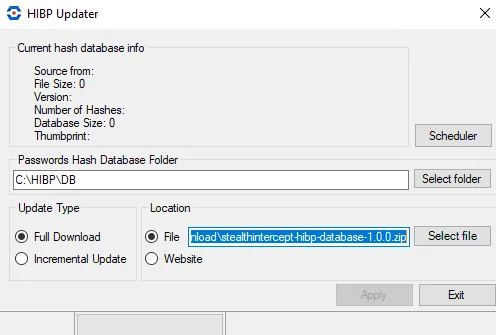 HIBP Updater
Current hash database info
Source from:
File Size: 0
Version:
Number of Hashes:
Database Size: 0
Thumbprint:
Scheduler
Passwords Hash Database Folder
C:\HIBP\DB
Select folder
Update Type
Location
Full Download
File
nload\stealthintercept-hibp-database-1.0.0.zip
Select file
Incremental Update
Website
Apply
Exit